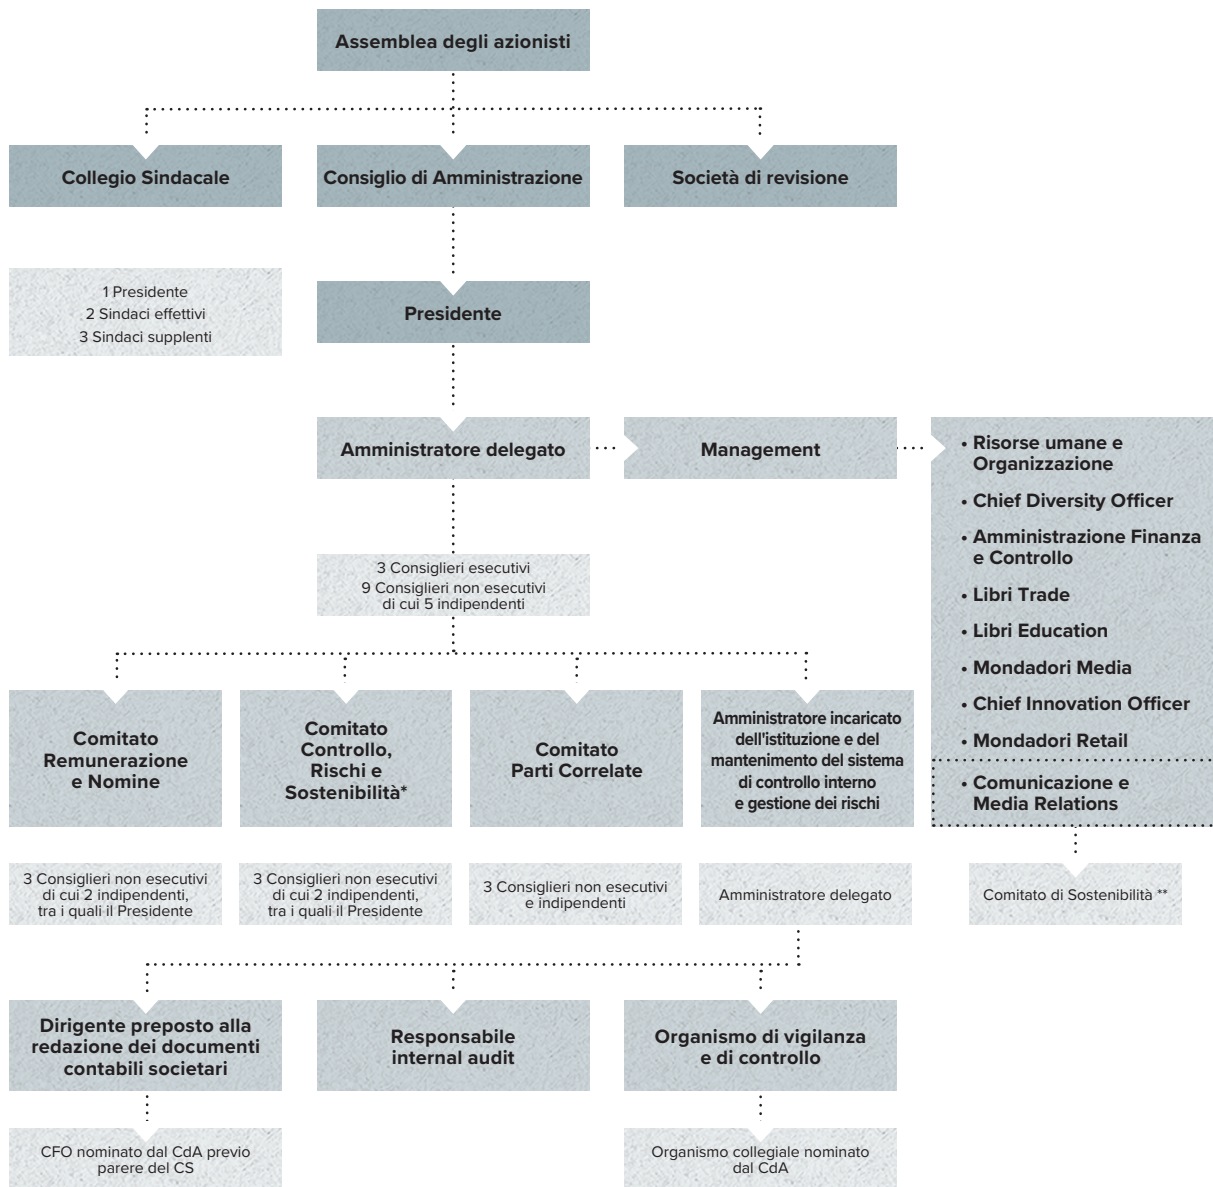 Assemblea degli azionisti
Collegio Sindacale
Consiglio di Amministrazione
Società di revisione
1 Presidente
2 Sindaci effettivi
3 Sindaci supplenti
Presidente
Amministratore delegato
Management
• Risorse umane e
Organizzazione
• Chief Diversity Officer
• Amministrazione Finanza
e Controllo
• Libri Trade
• Libri Education
• Mondadori Media
• Chief Innovation Officer
• Mondadori Retail
• Comunicazione e
Media Relations
3 Consiglieri esecutivi
9 Consiglieri non esecutivi
di cui 5 indipendenti
Comitato
Remunerazione
e Nomine
Comitato
Controllo,
Rischi e
Sostenibilità*
Comitato
Parti Correlate
Amministratore incaricato
dell'istituzione e del
mantenimento del sistema
di controllo interno
e gestione dei rischi
3 Consiglieri non esecutivi
di cui 2 indipendenti,
tra i quali il Presidente
3 Consiglieri non esecutivi
di cui 2 indipendenti,
tra i quali il Presidente
3 Consiglieri non esecutivi
e indipendenti
Amministratore delegato
Comitato di Sostenibilità **
Dirigente preposto alla
redazione dei documenti
contabili societari
Responsabile
internal audit
Organismo di vigilanza
e di controllo
CFO nominato dal CdA previo
parere del CS
Organismo collegiale nominato
dal CdA